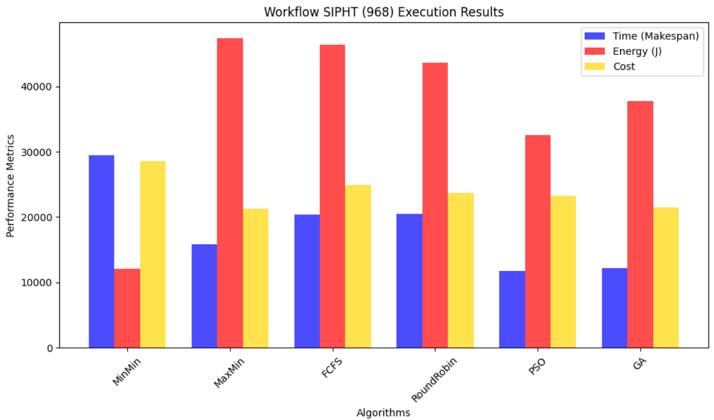 Workflow SIPHT (968) Execution Results
Time (Makespan)
Energy (J)
Cost
Performance Metrics
40000
30000
20000
10000
0
MinMin
MaxMin
FCFS
RoundRobin
PSO
GA
Algorithms